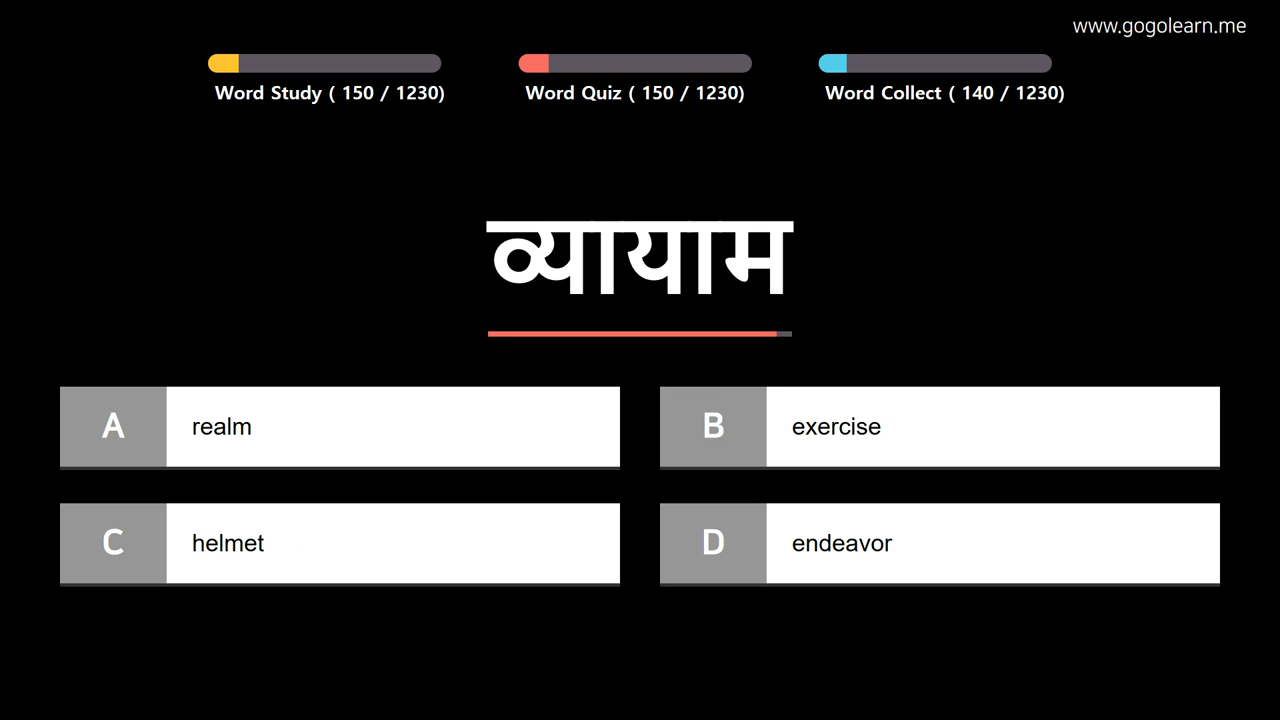 www.gogolearn.me
Word Study ( 150 / 1230)
Word Quiz ( 150 / 1230)
Word Collect ( 140 / 1230)
व्यायाम
A realm
B exercise
C helmet
D endeavor